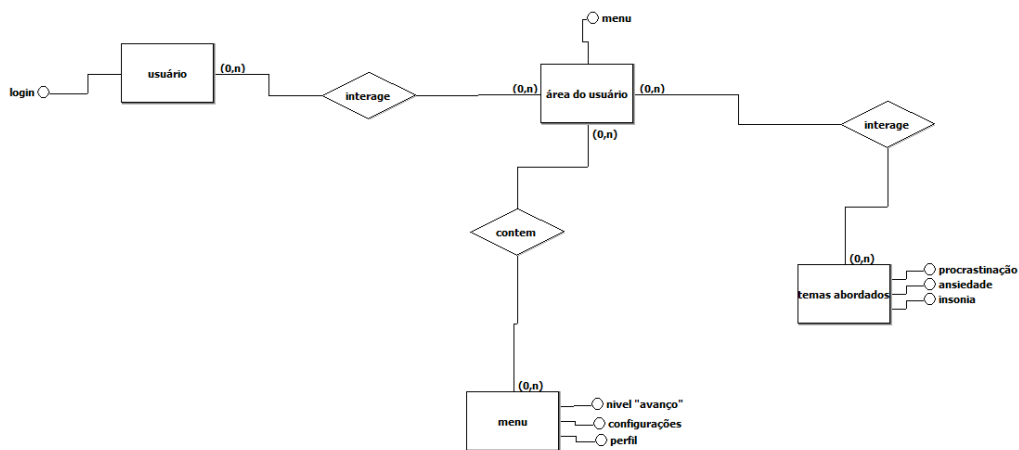 menu
usuário
(0,n)
login
interage
(0,n)
área do usuário
(0,n)
(0,n)
interage
contem
(0,n)
temas abordados
procrastinação
ansiedade
insonia
(0,n)
menu
nivel "avanço"
configurações
perfil